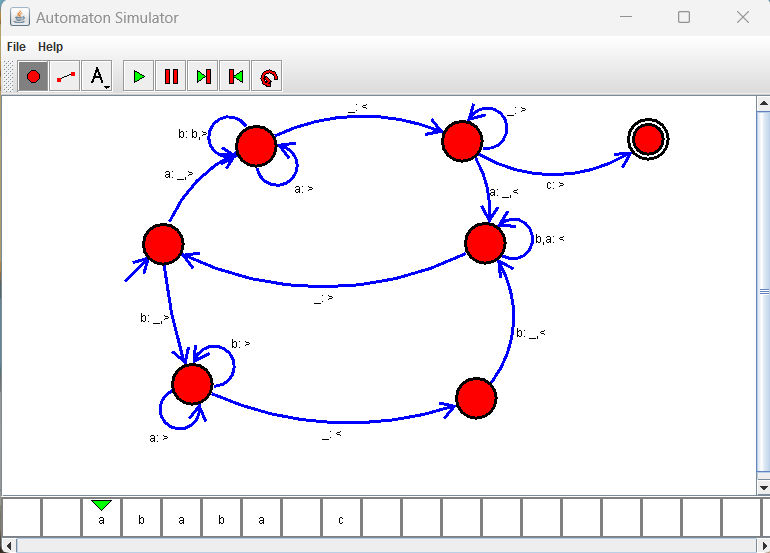 Automaton Simulator
File Help
A
_: <
_: >
b: b,>
a: _,>
a: >
c: >
a: _,<
b,a: <
_: >
b: _,>
b: _,<
b: >
_: <
a: >
a b a b a c